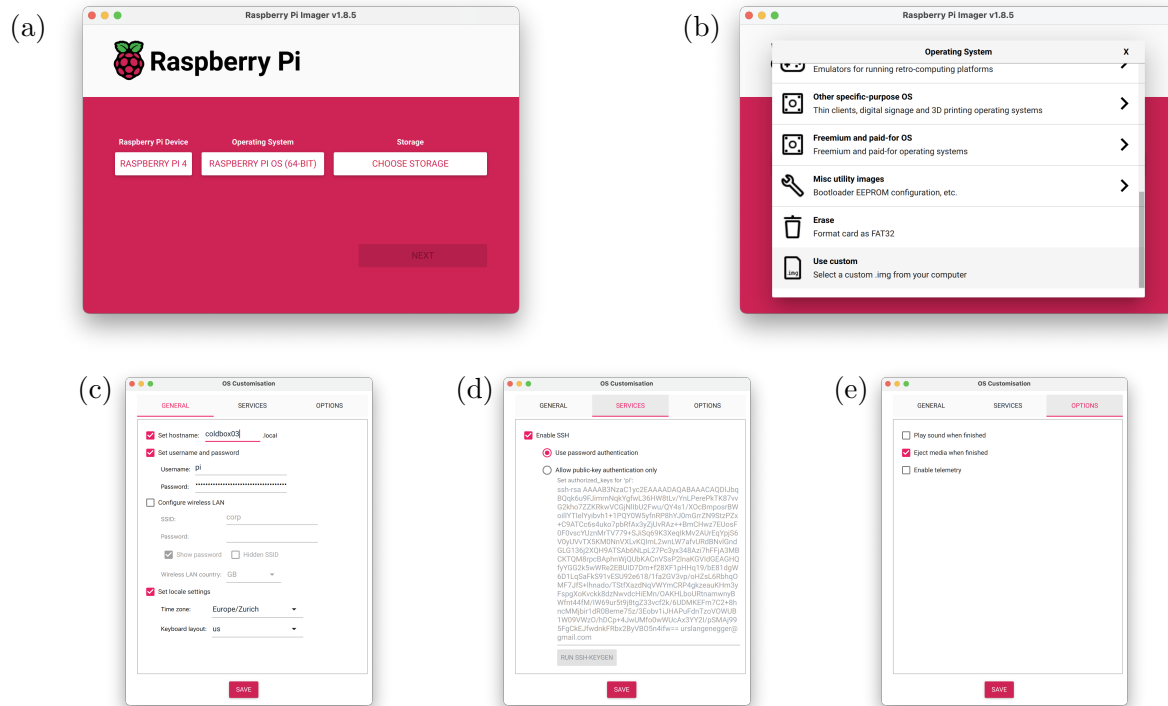 (a)
Raspberry Pi Imager v1.8.5
Raspberry Pi
Raspberry Pi Device
Operating System
Storage
RASPBERRY PI 4
RASPBERRY PI OS (64-BIT)
CHOOSE STORAGE
NEXT
(b)
Raspberry Pi Imager v1.8.5
Operating System
X
Emulators for running retro-computing platforms
Other specific-purpose OS
Thin clients, digital signage and 3D printing operating systems
Freemium and paid-for OS
Freemium and paid-for operating systems
Misc utility images
Bootloader EEPROM configuration, etc.
Erase
Format card as FAT32
.img
Use custom
Select a custom .img from your computer
(c)
OS Customisation
GENERAL
SERVICES
OPTIONS
Set hostname: coldbox03 .local
Set username and password
Username: pi
Password:
Configure wireless LAN
SSID: corp
Password:
Show password
Hidden SSID
Wireless LAN country: GB
Set locale settings
Time zone: Europe/Zurich
Keyboard layout: us
SAVE
(d)
OS Customisation
GENERAL
SERVICES
OPTIONS
Enable SSH
Use password authentication
Allow public-key authentication only
Set authorized_keys for 'pi':
ssh-rsa
urslangenegger@
gmail.com
RUN SSH-KEYGEN
SAVE
(e)
OS Customisation
GENERAL
SERVICES
OPTIONS
Play sound when finished
Eject media when finished
Enable telemetry
SAVE